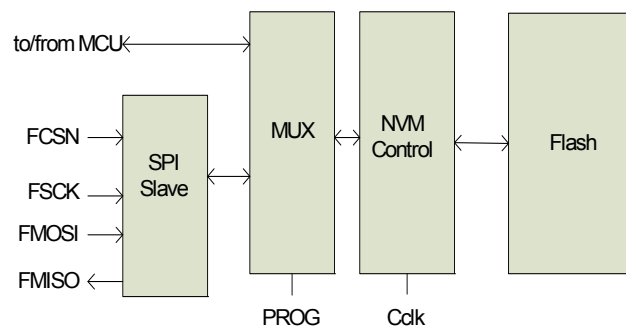 to/from MCU
FCSN
FSCK
FMOSI
FMISO
SPI
Slave
MUX
NVM
Control
Flash
PROG
Cclk